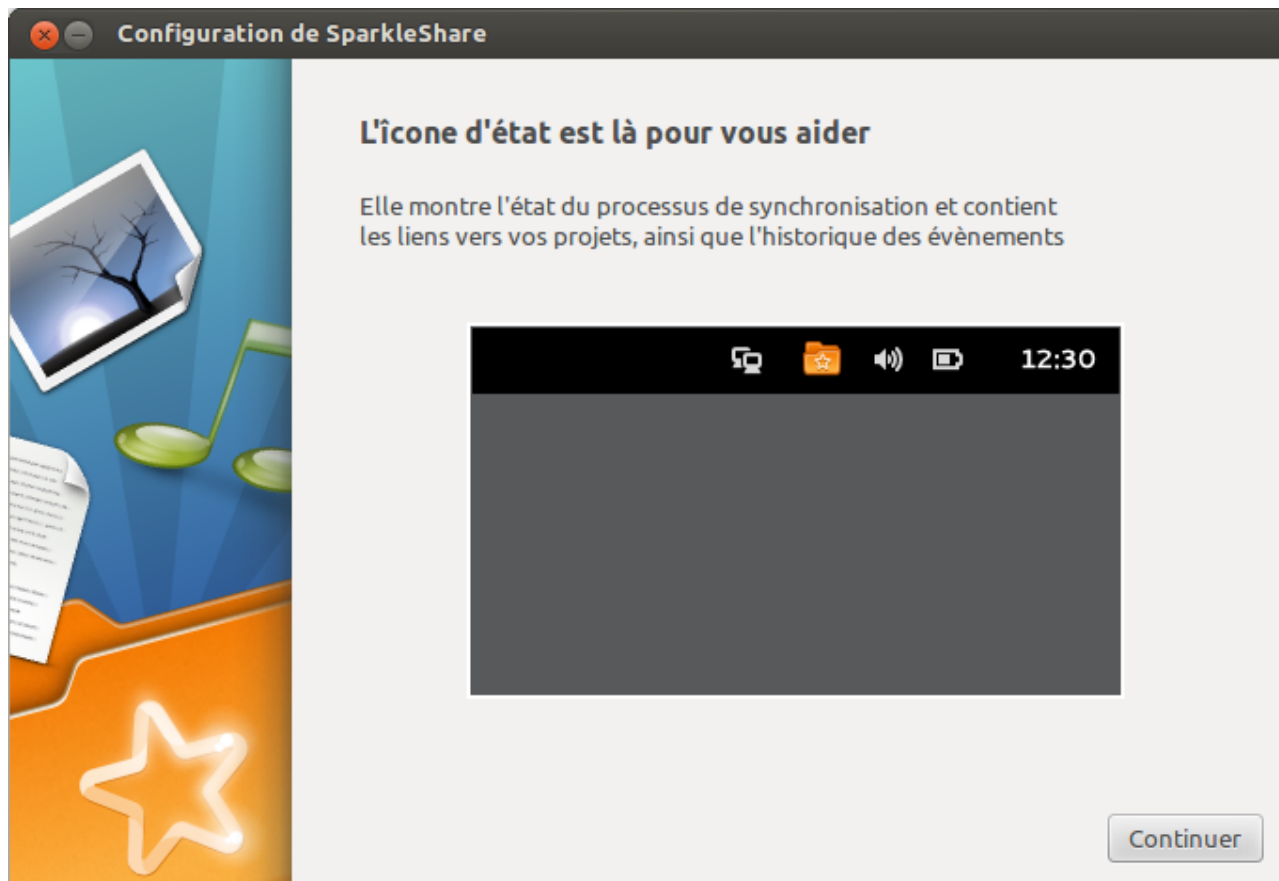 Configuration de SparkleShare
L'îcone d'état est là pour vous aider
Elle montre l'état du processus de synchronisation et contient
les liens vers vos projets, ainsi que l'historique des évènements
12:30
Continuer